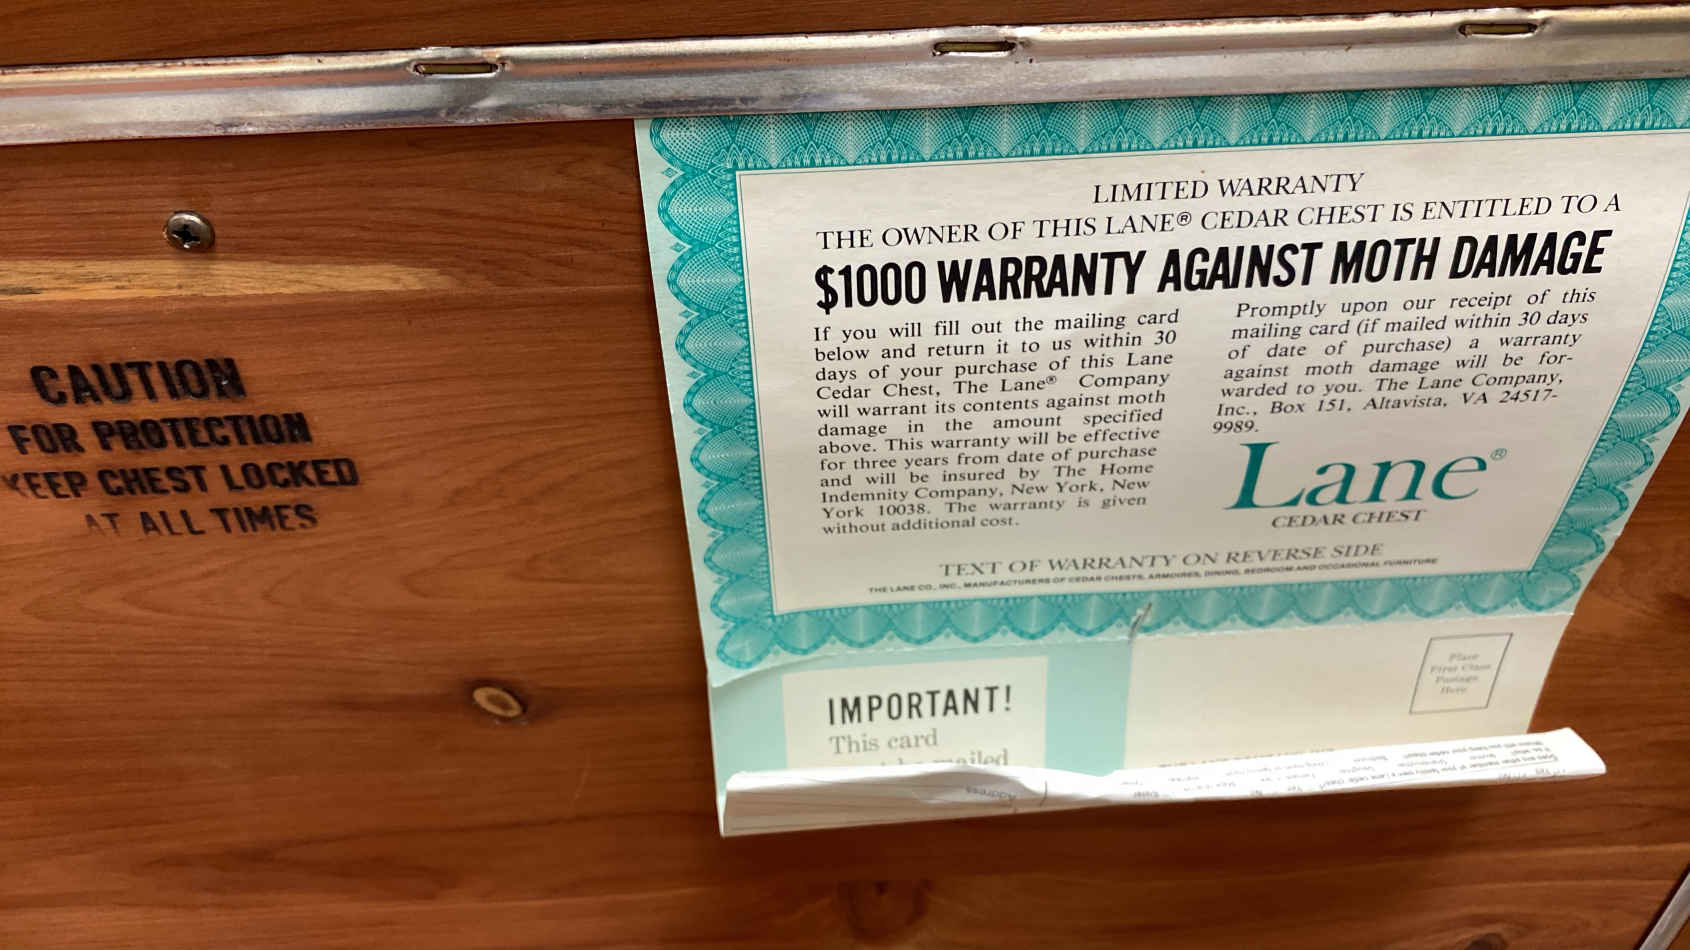 CAUTION
FOR PROTECTION
KEEP CHEST LOCKED
AT ALL TIMES
LIMITED WARRANTY
THE OWNER OF THIS LANE® CEDAR CHEST IS ENTITLED TO A
$1000 WARRANTY AGAINST MOTH DAMAGE
If you will fill out the mailing card
below and return it to us within 30
days of your purchase of this Lane
Cedar Chest, The Lane® Company
will warrant its contents against moth
damage in the amount specified
above. This warranty will be effective
for three years from date of purchase
and will be insured by The Home
Indemnity Company, New York, New
York 10038. The warranty is given
without additional cost.
Promptly upon our receipt of this
mailing card (if mailed within 30 days
of date of purchase) a warranty
against moth damage will be for-
warded to you. The Lane Company,
Inc., Box 151, Altavista, VA 24517-
9989.
Lane®
CEDAR CHEST
TEXT OF WARRANTY ON REVERSE SIDE
THE LANE CO., INC., MANUFACTURERS OF CEDAR CHESTS, ARMOIRES, DINING, BEDROOM AND OCCASIONAL FURNITURE
IMPORTANT!
This card
mailed
Place
First Class
Postage
Here
Address